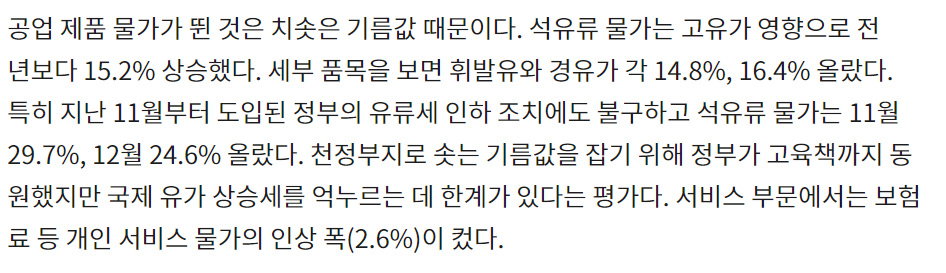 공업 제품 물가가 뛴 것은 치솟은 기름값 때문이다. 석유류 물가는 고유가 영향으로 전
년보다 15.2% 상승했다. 세부 품목을 보면 휘발유와 경유가 각 14.8%, 16.4% 올랐다.
특히 지난 11월부터 도입된 정부의 유류세 인하 조치에도 불구하고 석유류 물가는 11월
29.7%, 12월 24.6% 올랐다. 천정부지로 솟는 기름값을 잡기 위해 정부가 고육책까지 동
원했지만 국제 유가 상승세를 억누르는 데 한계가 있다는 평가다. 서비스 부문에서는 보험
료 등 개인 서비스 물가의 인상 폭(2.6%)이 컸다.